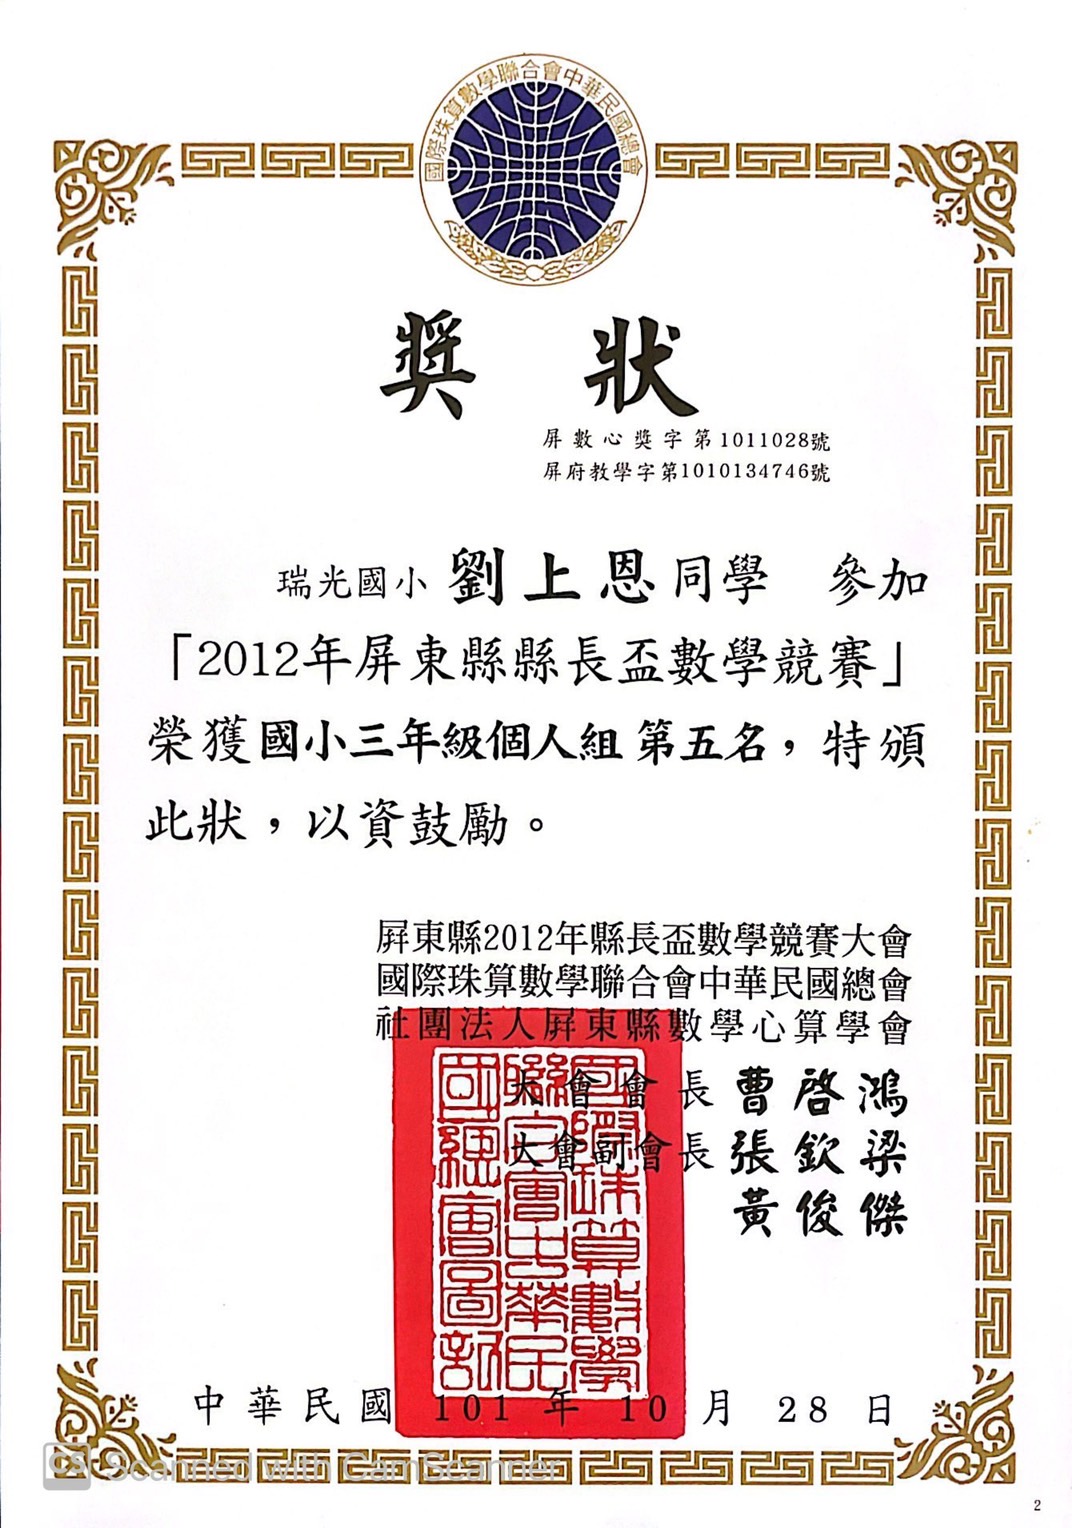 國際珠算數學聯合會中華民國總會
獎狀
屏數心獎字第1011028號
屏府教學字第1010134746號
瑞光國小 劉上恩同學 參加
「2012年屏東縣縣長盃數學競賽」
榮獲國小三年級個人組 第五名，特頒
此狀，以資鼓勵。
屏東縣2012年縣長盃數學競賽大會
國際珠算數學聯合會中華民國總會
社團法人屏東縣數學心算學會
大會會長 曹啓鴻
大會副會長 張欽梁
黃俊傑
國際珠算數學聯合會中華民國總會圖記
中華民國 101 年 10 月 28 日
CS Scanned with CamScanner
2